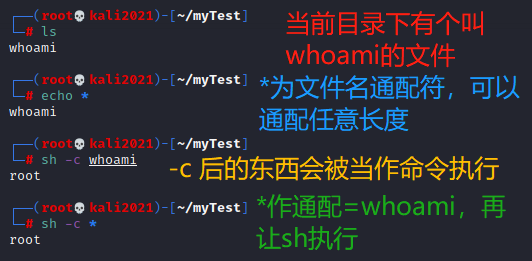 ┌──(root💀kali2021)-[~/myTest]
└─# ls
whoami
┌──(root💀kali2021)-[~/myTest]
└─# echo *
whoami
┌──(root💀kali2021)-[~/myTest]
└─# sh -c whoami
root
┌──(root💀kali2021)-[~/myTest]
└─# sh -c *
root
当前目录下有个叫
whoami的文件
*为文件名通配符，可以
通配任意长度
-c 后的东西会被当作命令执行
*作通配=whoami，再
让sh执行